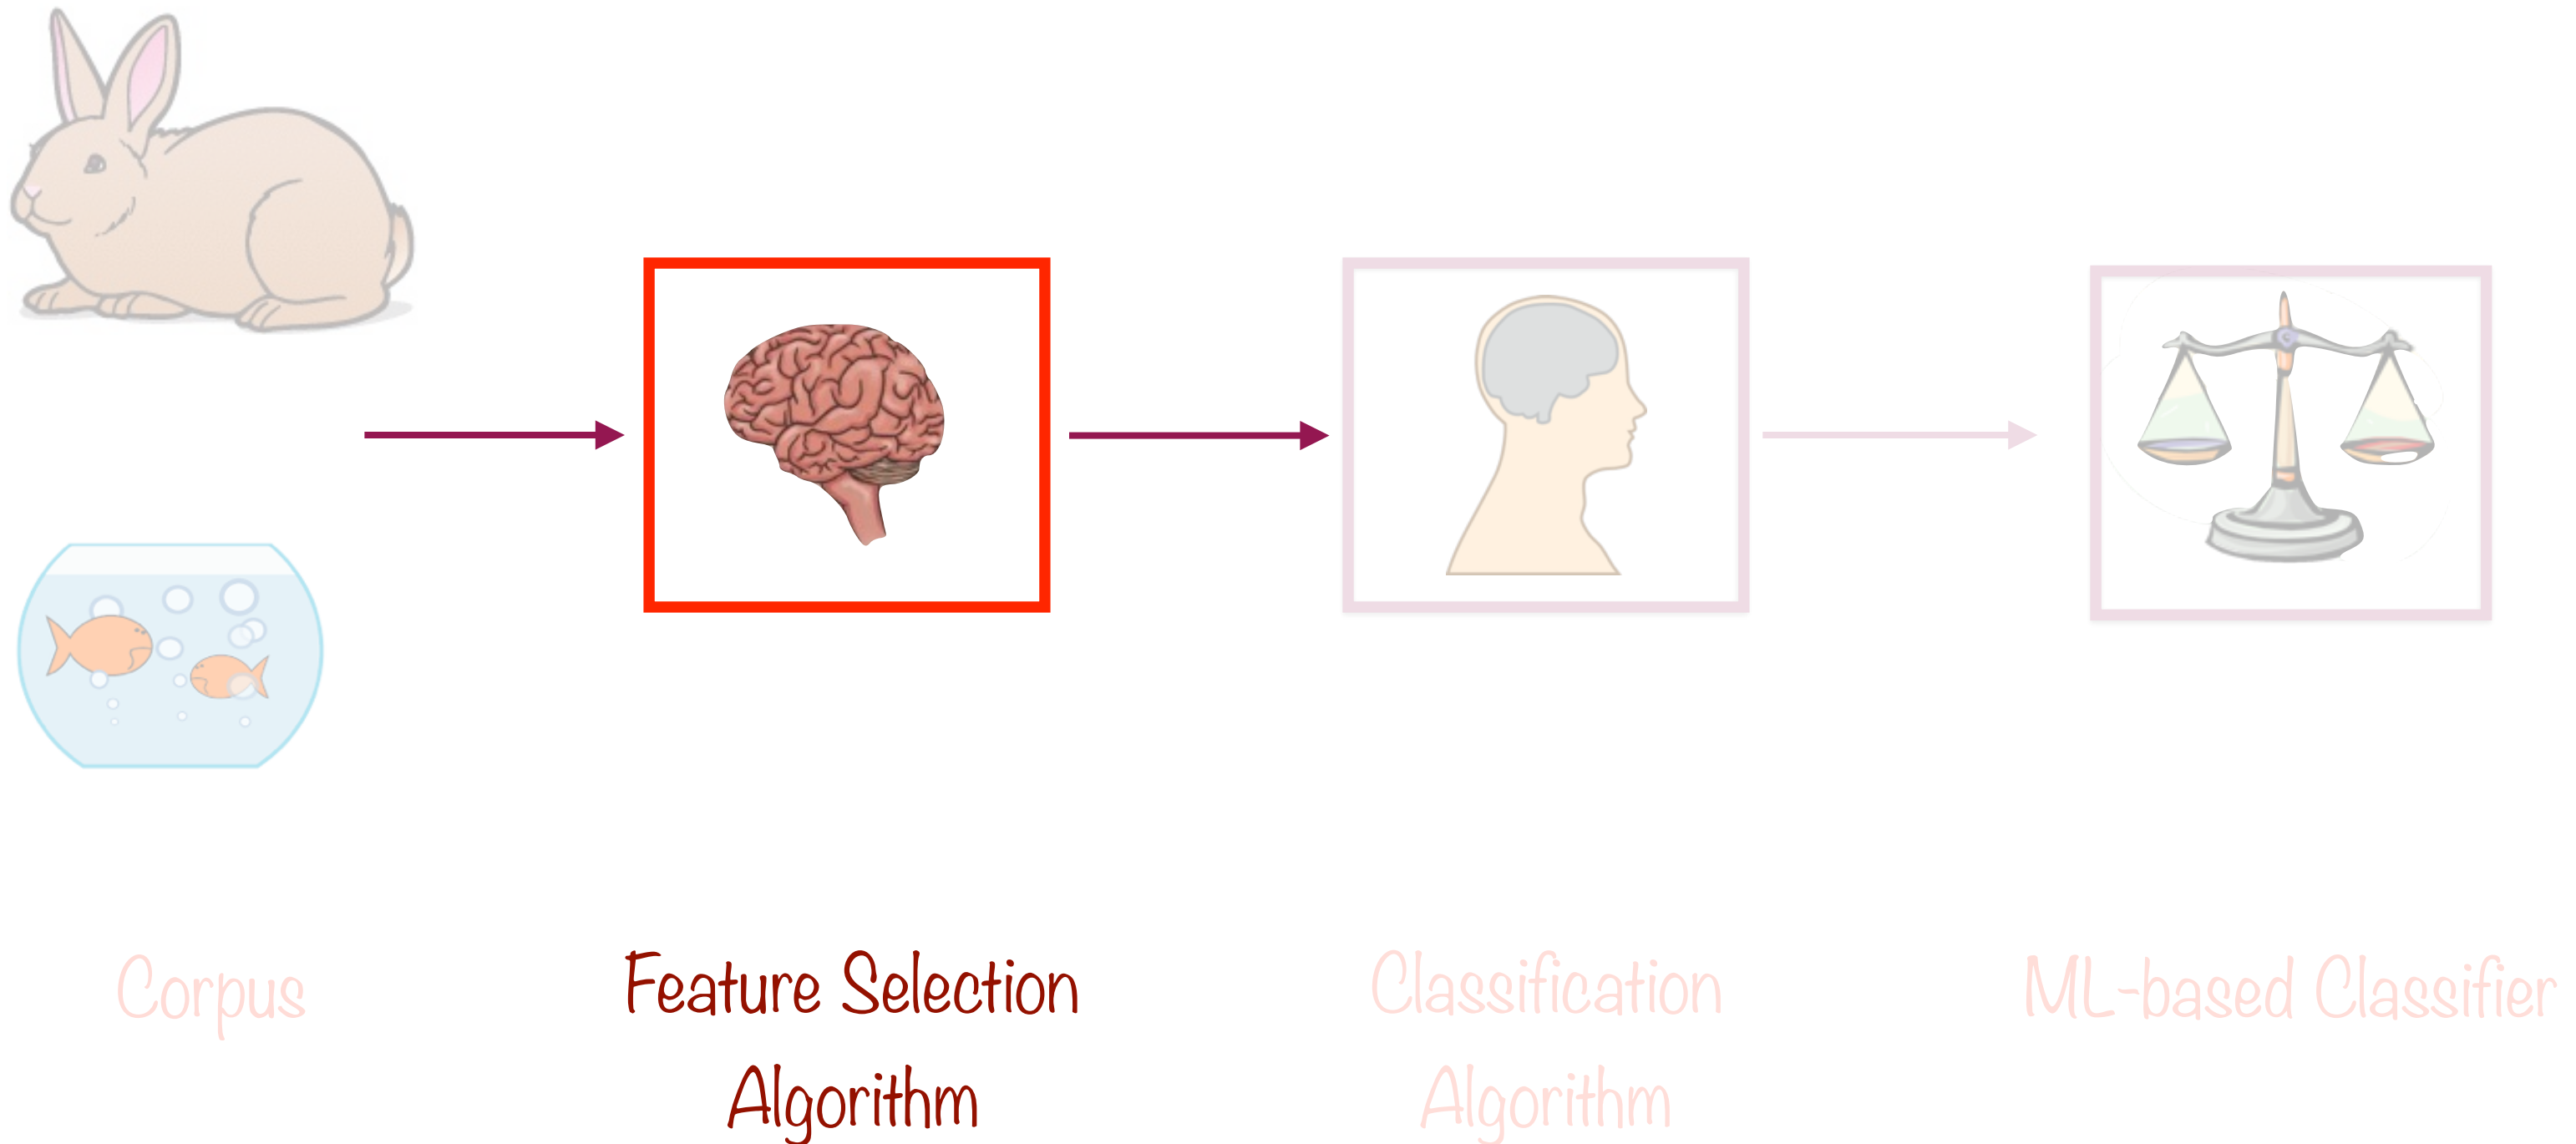 Corpus
Feature Selection
Algorithm
Classification
Algorithm
ML-based Classifier